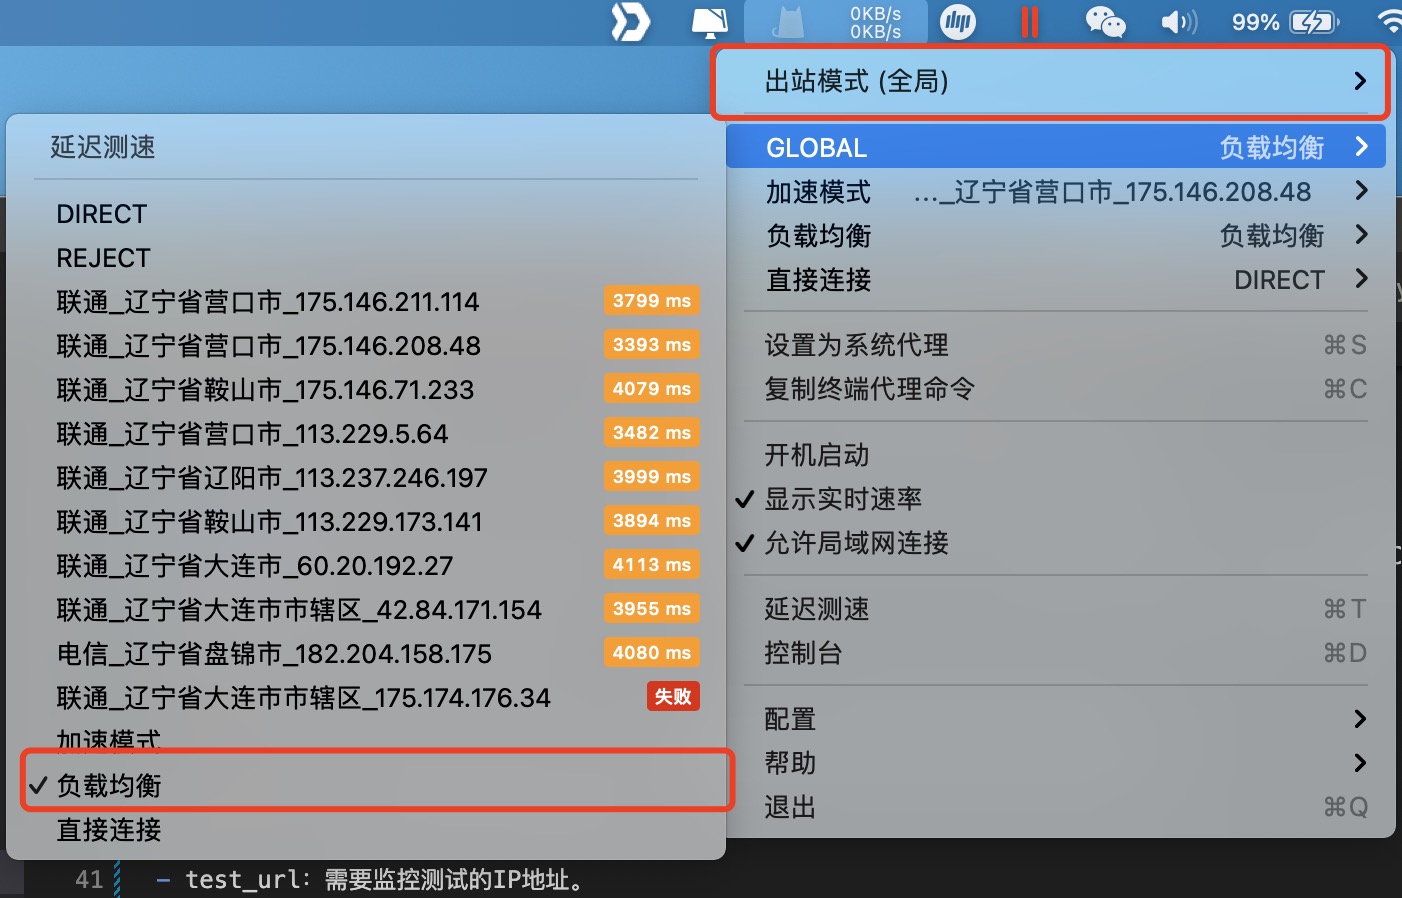 0KB/s
0KB/s
99%
出站模式 (全局)
GLOBAL 负载均衡
加速模式 ..._辽宁省营口市_175.146.208.48
负载均衡 负载均衡
直接连接 DIRECT
设置为系统代理 ⌘S
复制终端代理命令 ⌘C
开机启动
✓ 显示实时速率
✓ 允许局域网连接
延迟测速 ⌘T
控制台 ⌘D
配置
帮助
退出 ⌘Q
延迟测速
DIRECT
REJECT
联通_辽宁省营口市_175.146.211.114 3799 ms
联通_辽宁省营口市_175.146.208.48 3393 ms
联通_辽宁省鞍山市_175.146.71.233 4079 ms
联通_辽宁省营口市_113.229.5.64 3482 ms
联通_辽宁省辽阳市_113.237.246.197 3999 ms
联通_辽宁省鞍山市_113.229.173.141 3894 ms
联通_辽宁省大连市_60.20.192.27 4113 ms
联通_辽宁省大连市市辖区_42.84.171.154 3955 ms
电信_辽宁省盘锦市_182.204.158.175 4080 ms
联通_辽宁省大连市市辖区_175.174.176.34 失败
加速模式
✓ 负载均衡
直接连接
41 - test_url: 需要监控测试的IP地址。